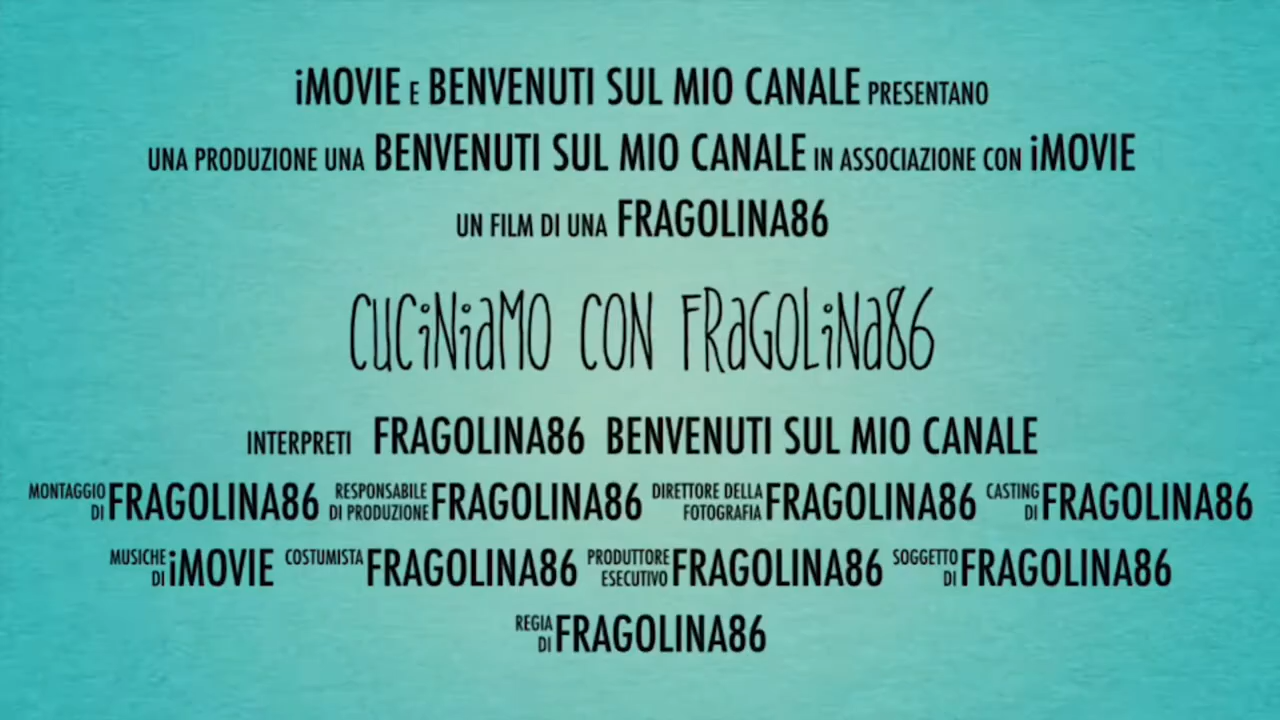 iMOVIE E BENVENUTI SUL MIO CANALE PRESENTANO
UNA PRODUZIONE UNA BENVENUTI SUL MIO CANALE IN ASSOCIAZIONE CON iMOVIE
UN FILM DI UNA FRAGOLINA86
CUCiNiaMO CON FRaGOLiNa86
INTERPRETI FRAGOLINA86 BENVENUTI SUL MIO CANALE
MONTAGGIO DI FRAGOLINA86 RESPONSABILE DI PRODUZIONE FRAGOLINA86 DIRETTORE DELLA FOTOGRAFIA FRAGOLINA86 CASTING DI FRAGOLINA86
MUSICHE DI iMOVIE COSTUMISTA FRAGOLINA86 PRODUTTORE ESECUTIVO FRAGOLINA86 SOGGETTO DI FRAGOLINA86
REGIA DI FRAGOLINA86